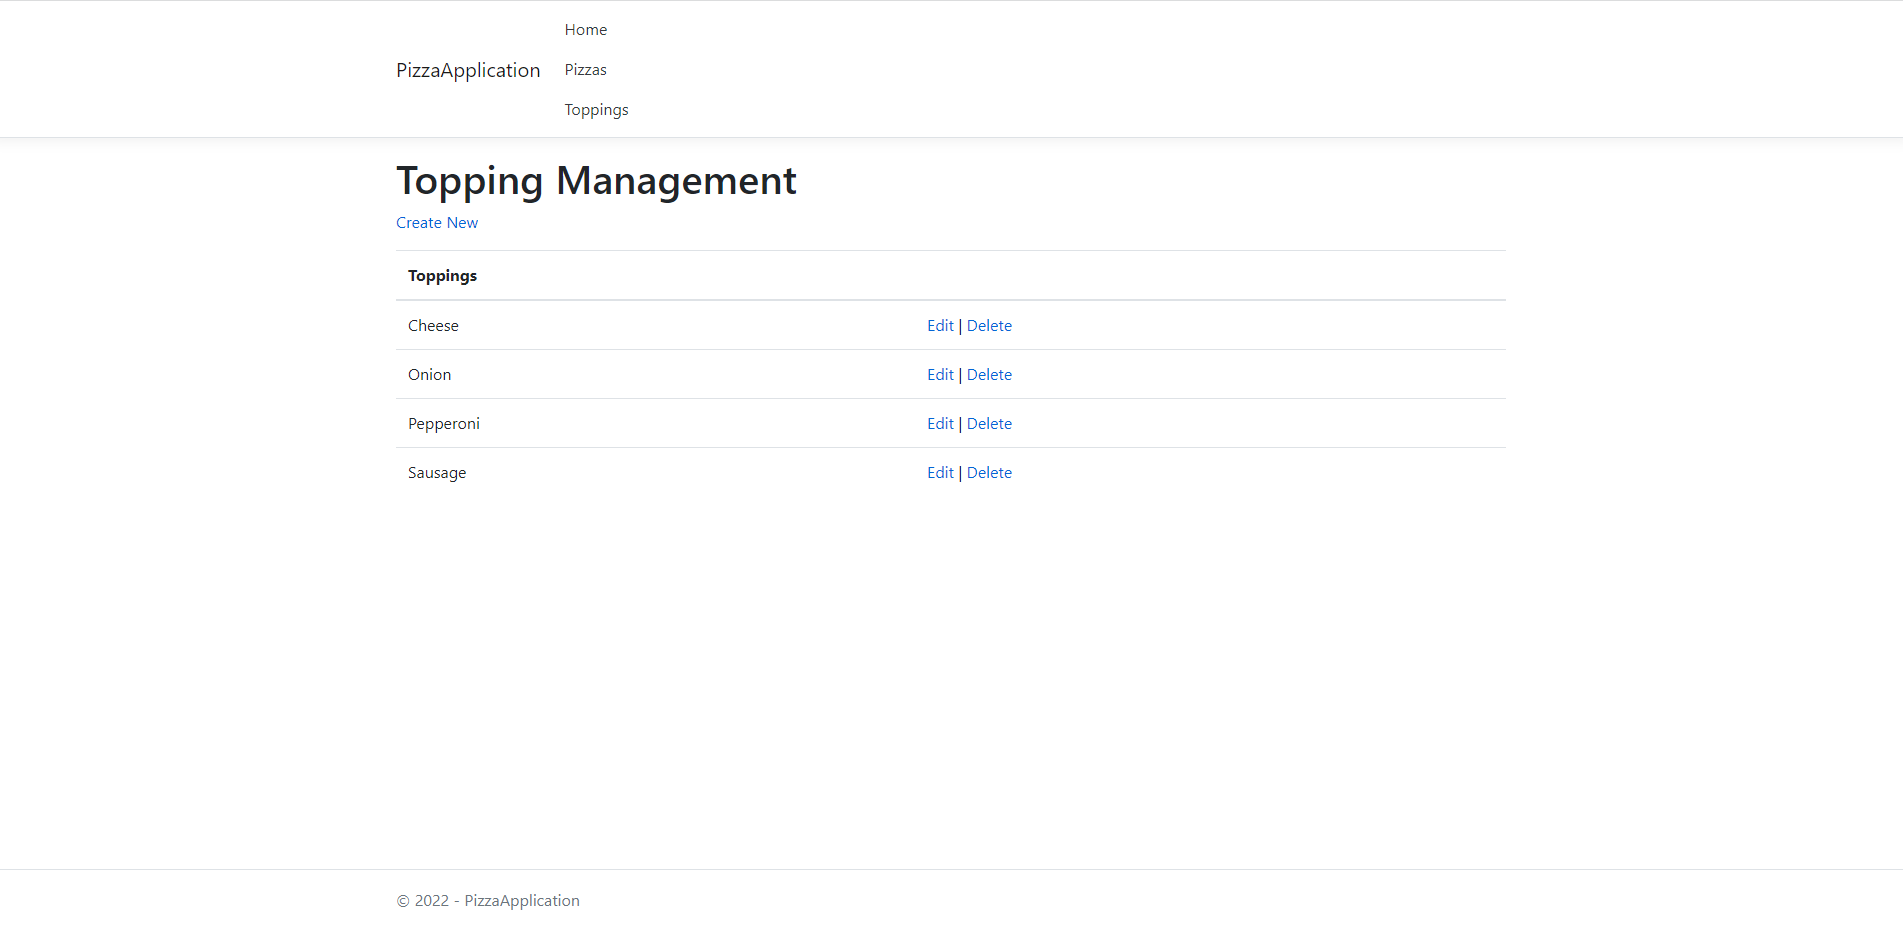 Home
PizzaApplication
Pizzas
Toppings
Topping Management
Create New
Toppings
Cheese Edit | Delete
Onion Edit | Delete
Pepperoni Edit | Delete
Sausage Edit | Delete
© 2022 - PizzaApplication